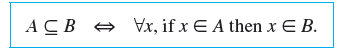 A ⊆ B ⇔ ∀x, if x ∈ A then x ∈ B.